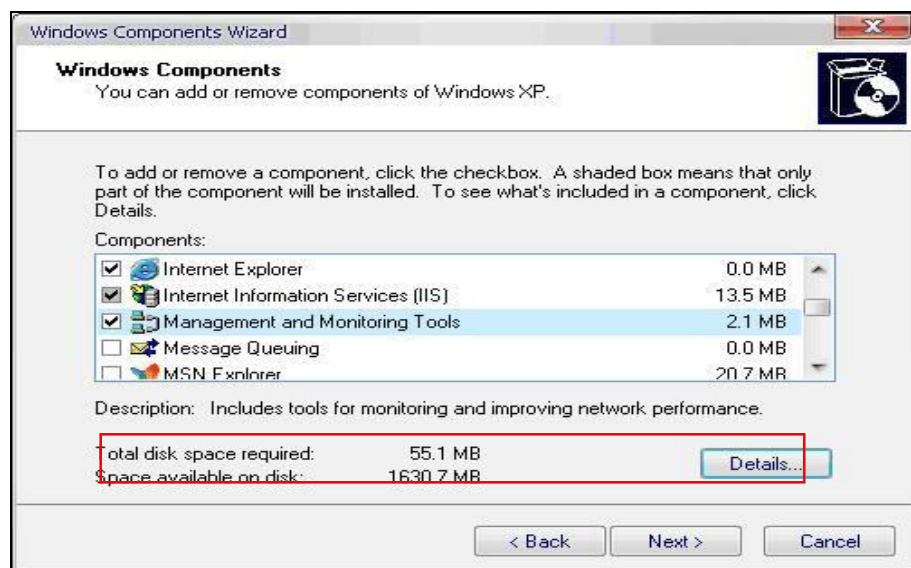 Windows Components Wizard
Windows Components
You can add or remove components of Windows XP.
To add or remove a component, click the checkbox. A shaded box means that only
part of the component will be installed. To see what's included in a component, click
Details.
Components:
Internet Explorer 0.0 MB
Internet Information Services (IIS) 13.5 MB
Management and Monitoring Tools 2.1 MB
Message Queuing 0.0 MB
MSN Explorer 20.7 MB
Description: Includes tools for monitoring and improving network performance.
Total disk space required: 55.1 MB
Space available on disk: 1630.7 MB
Details...
< Back Next > Cancel